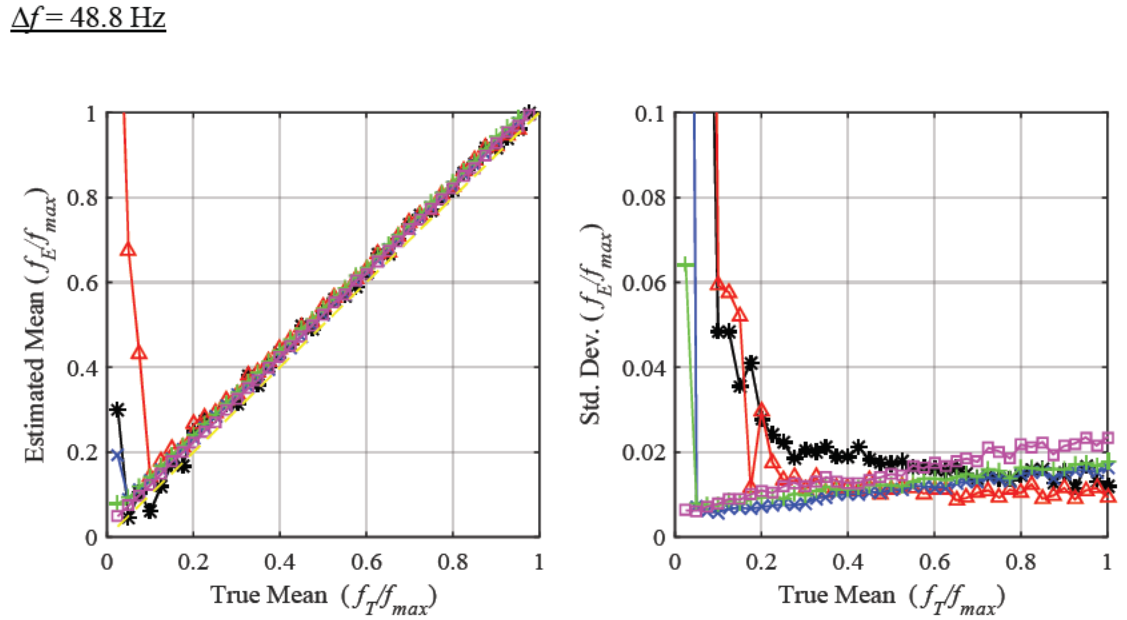 Δf = 48.8 Hz
1
0.8
0.6
0.4
0.2
0
0 0.2 0.4 0.6 0.8 1
Estimated Mean (f_E/f_max)
True Mean (f_T/f_max)
0.1
0.08
0.06
0.04
0.02
0
0 0.2 0.4 0.6 0.8 1
Std. Dev. (f_E/f_max)
True Mean (f_T/f_max)